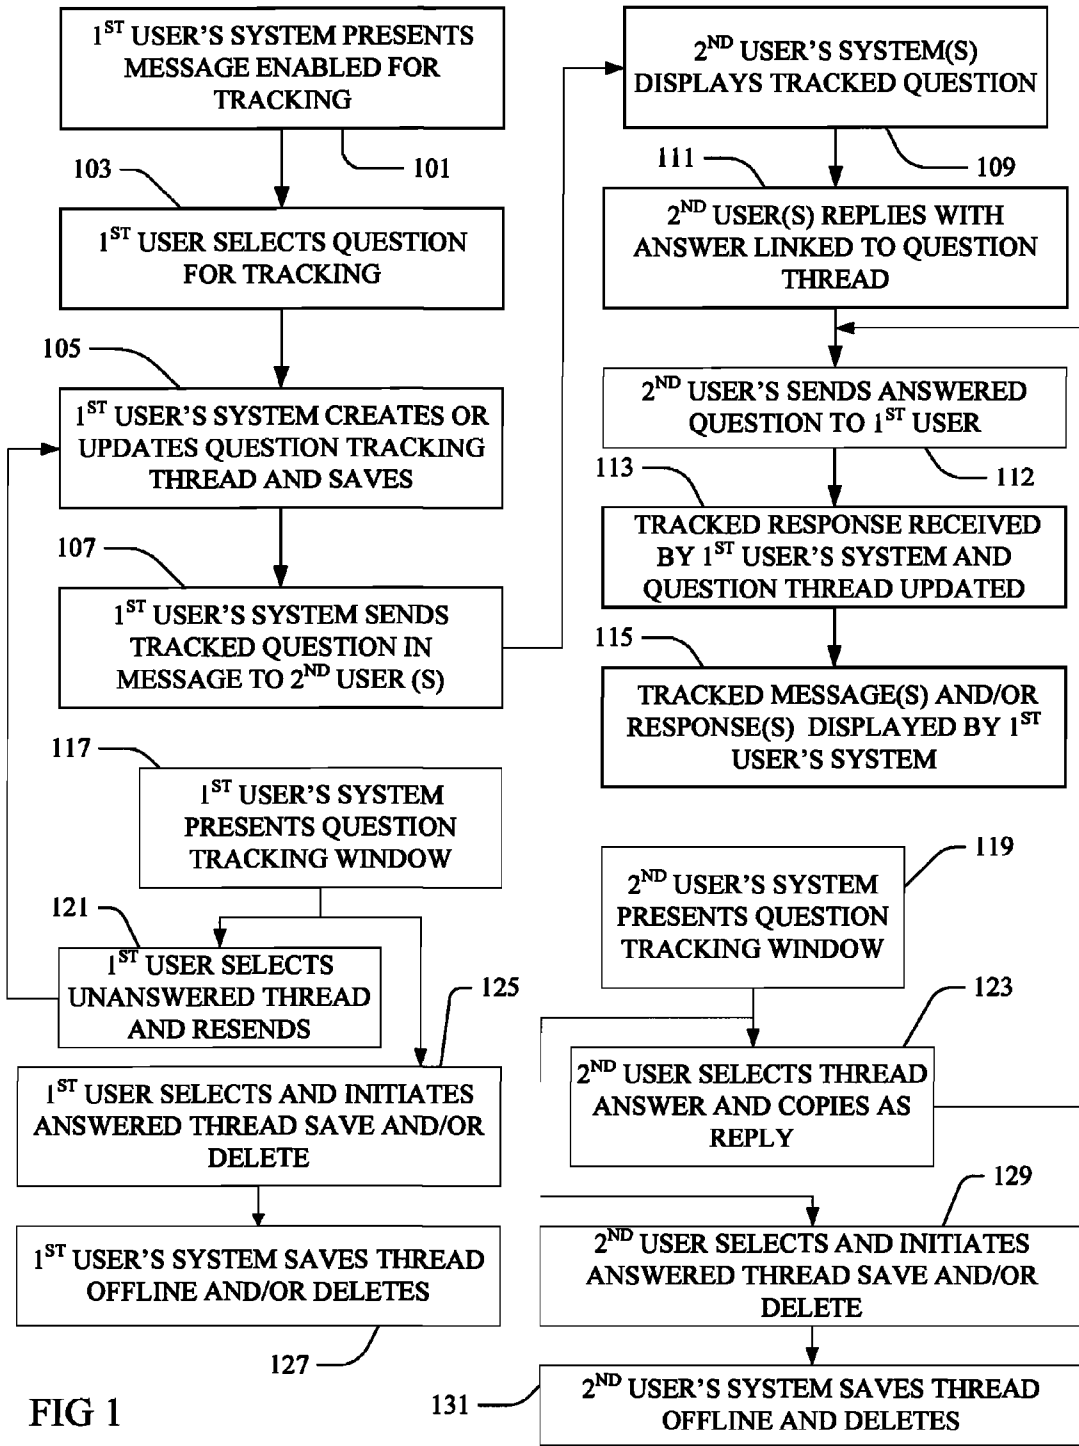 1ST USER'S SYSTEM PRESENTS
MESSAGE ENABLED FOR
TRACKING
101
103
1ST USER SELECTS QUESTION
FOR TRACKING
105
1ST USER'S SYSTEM CREATES OR
UPDATES QUESTION TRACKING
THREAD AND SAVES
107
1ST USER'S SYSTEM SENDS
TRACKED QUESTION IN
MESSAGE TO 2ND USER (S)
2ND USER'S SYSTEM(S)
DISPLAYS TRACKED QUESTION
109
111
2ND USER(S) REPLIES WITH
ANSWER LINKED TO QUESTION
THREAD
2ND USER'S SENDS ANSWERED
QUESTION TO 1ST USER
112
113
TRACKED RESPONSE RECEIVED
BY 1ST USER'S SYSTEM AND
QUESTION THREAD UPDATED
115
TRACKED MESSAGE(S) AND/OR
RESPONSE(S) DISPLAYED BY 1ST
USER'S SYSTEM
117
1ST USER'S SYSTEM
PRESENTS QUESTION
TRACKING WINDOW
121
1ST USER SELECTS
UNANSWERED THREAD
AND RESENDS
125
1ST USER SELECTS AND INITIATES
ANSWERED THREAD SAVE AND/OR
DELETE
1ST USER'S SYSTEM SAVES THREAD
OFFLINE AND/OR DELETES
127
119
2ND USER'S SYSTEM
PRESENTS QUESTION
TRACKING WINDOW
123
2ND USER SELECTS THREAD
ANSWER AND COPIES AS
REPLY
129
2ND USER SELECTS AND INITIATES
ANSWERED THREAD SAVE AND/OR
DELETE
131
2ND USER'S SYSTEM SAVES THREAD
OFFLINE AND DELETES
FIG 1